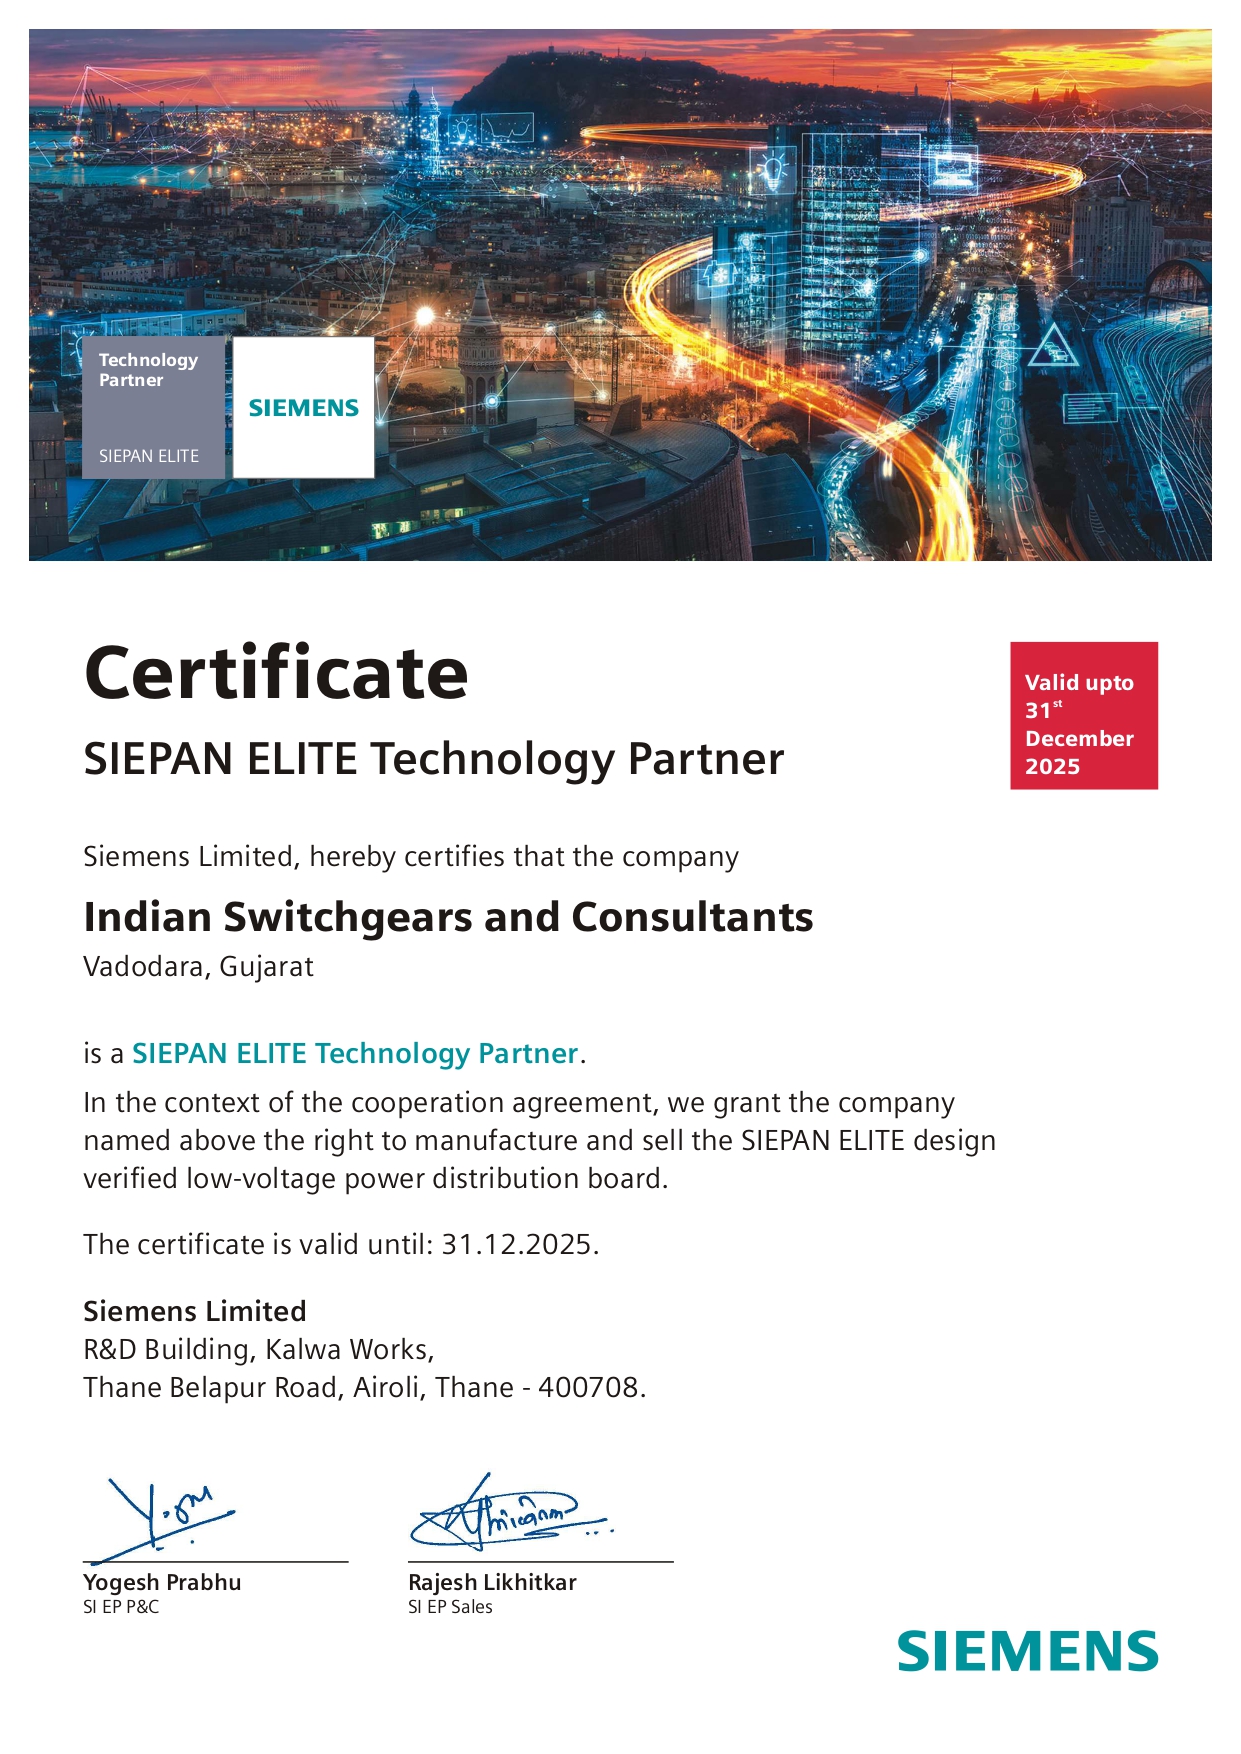 Technology
Partner
SIEPAN ELITE
SIEMENS
Certificate
SIEPAN ELITE Technology Partner
Valid upto
31st
December
2025
Siemens Limited, hereby certifies that the company
Indian Switchgears and Consultants
Vadodara, Gujarat
is a SIEPAN ELITE Technology Partner.
In the context of the cooperation agreement, we grant the company
named above the right to manufacture and sell the SIEPAN ELITE design
verified low-voltage power distribution board.
The certificate is valid until: 31.12.2025.
Siemens Limited
R&D Building, Kalwa Works,
Thane Belapur Road, Airoli, Thane - 400708.
Yogesh Prabhu
SI EP P&C
Rajesh Likhitkar
SI EP Sales
SIEMENS